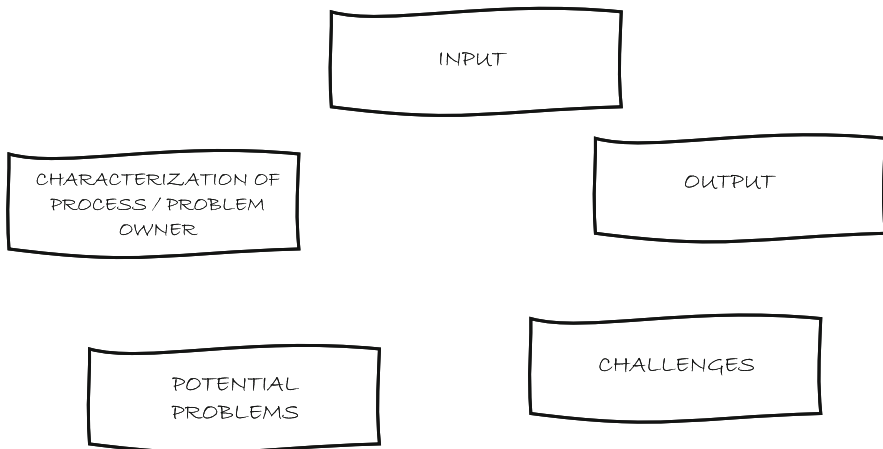 INPUT
OUTPUT
CHARACTERIZATION OF
PROCESS / PROBLEM
OWNER
CHALLENGES
POTENTIAL
PROBLEMS